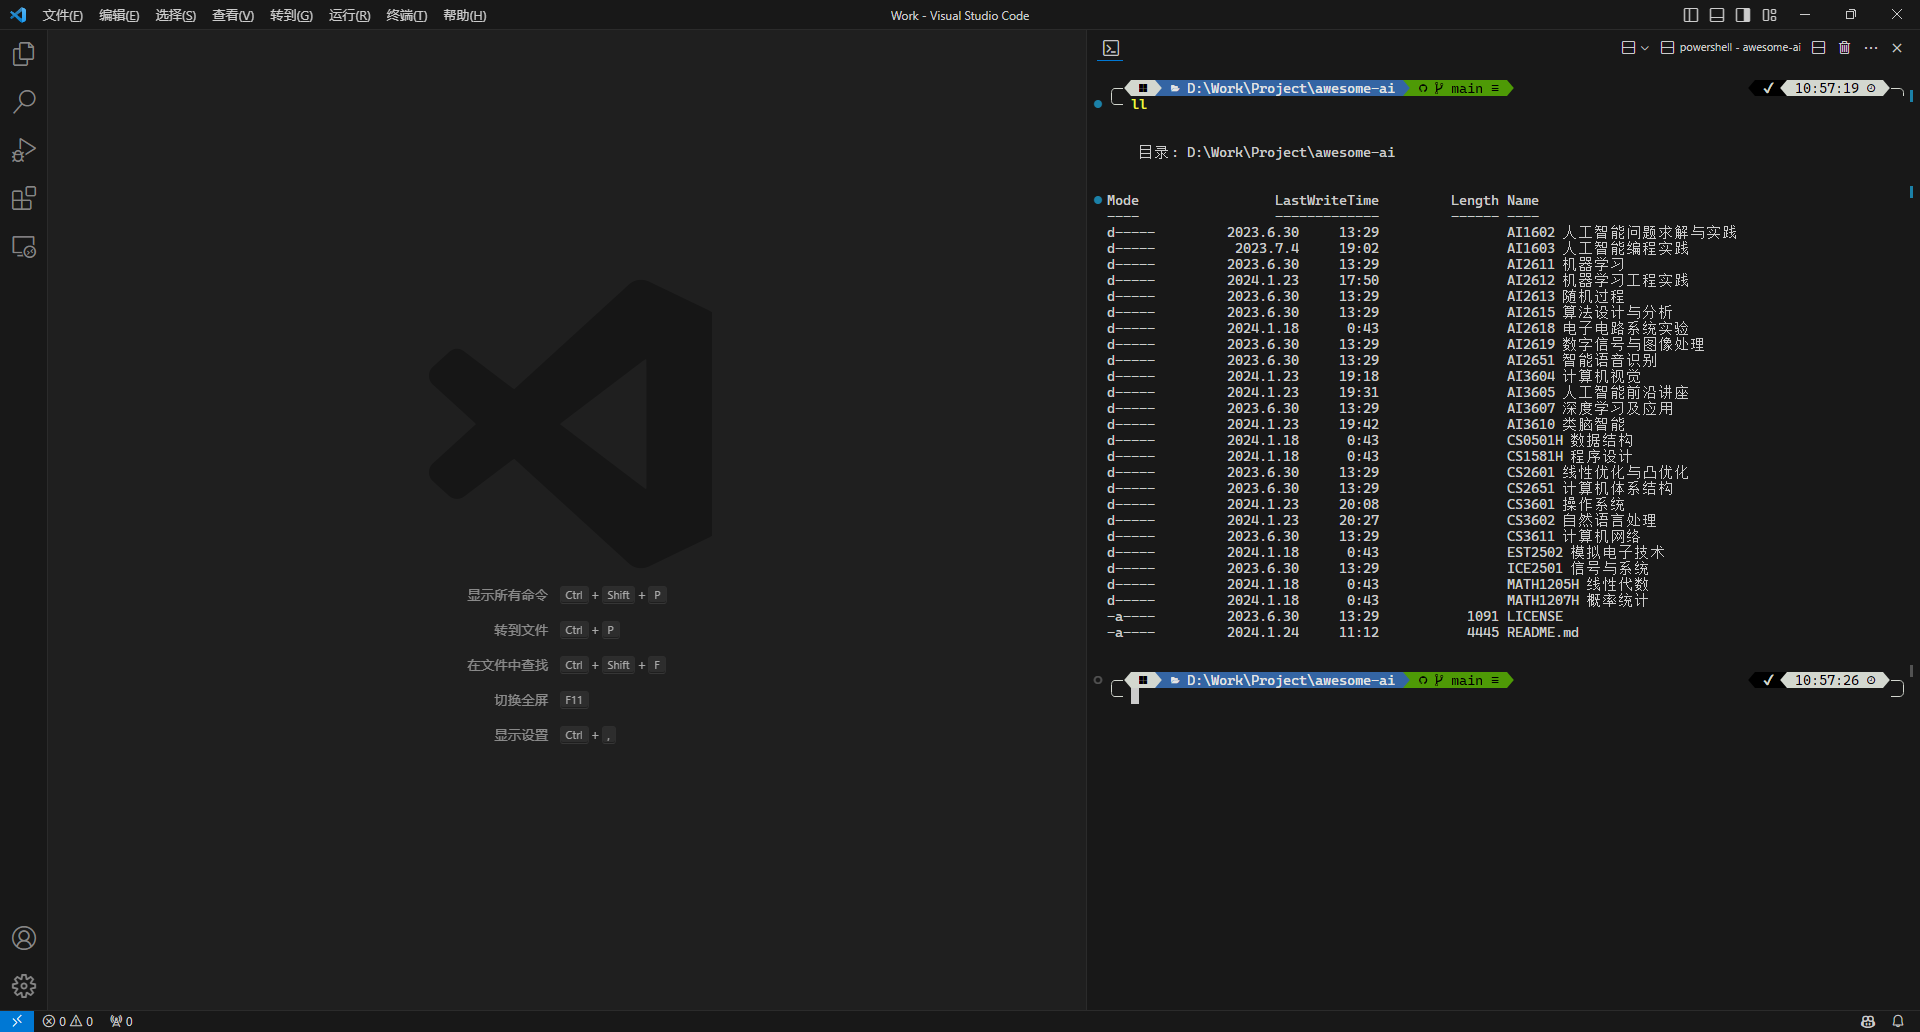 文件(F) 编辑(E) 选择(S) 查看(V) 转到(G) 运行(R) 终端(T) 帮助(H)
Work - Visual Studio Code
powershell - awesome-ai
D:\Work\Project\awesome-ai main ≡ ✓ 10:57:19
ll
目录: D:\Work\Project\awesome-ai
Mode LastWriteTime Length Name
---- ------------- ------ ----
d----- 2023.6.30 13:29 AI1602 人工智能问题求解与实践
d----- 2023.7.4 19:02 AI1603 人工智能编程实践
d----- 2023.6.30 13:29 AI2611 机器学习
d----- 2024.1.23 17:50 AI2612 机器学习工程实践
d----- 2023.6.30 13:29 AI2613 随机过程
d----- 2023.6.30 13:29 AI2615 算法设计与分析
d----- 2024.1.18 0:43 AI2618 电子电路系统实验
d----- 2023.6.30 13:29 AI2619 数字信号与图像处理
d----- 2023.6.30 13:29 AI2651 智能语音识别
d----- 2024.1.23 19:18 AI3604 计算机视觉
d----- 2024.1.23 19:31 AI3605 人工智能前沿讲座
d----- 2023.6.30 13:29 AI3607 深度学习及应用
d----- 2024.1.23 19:42 AI3610 类脑智能
d----- 2024.1.18 0:43 CS0501H 数据结构
d----- 2024.1.18 0:43 CS1581H 程序设计
d----- 2023.6.30 13:29 CS2601 线性优化与凸优化
d----- 2023.6.30 13:29 CS2651 计算机体系结构
d----- 2024.1.23 20:08 CS3601 操作系统
d----- 2024.1.23 20:27 CS3602 自然语言处理
d----- 2023.6.30 13:29 CS3611 计算机网络
d----- 2024.1.18 0:43 EST2502 模拟电子技术
d----- 2023.6.30 13:29 ICE2501 信号与系统
d----- 2024.1.18 0:43 MATH1205H 线性代数
d----- 2024.1.18 0:43 MATH1207H 概率统计
-a---- 2023.6.30 13:29 1091 LICENSE
-a---- 2024.1.24 11:12 4445 README.md
D:\Work\Project\awesome-ai main ≡ ✓ 10:57:26
显示所有命令 Ctrl + Shift + P
转到文件 Ctrl + P
在文件中查找 Ctrl + Shift + F
切换全屏 F11
显示设置 Ctrl + ,
0 0 0